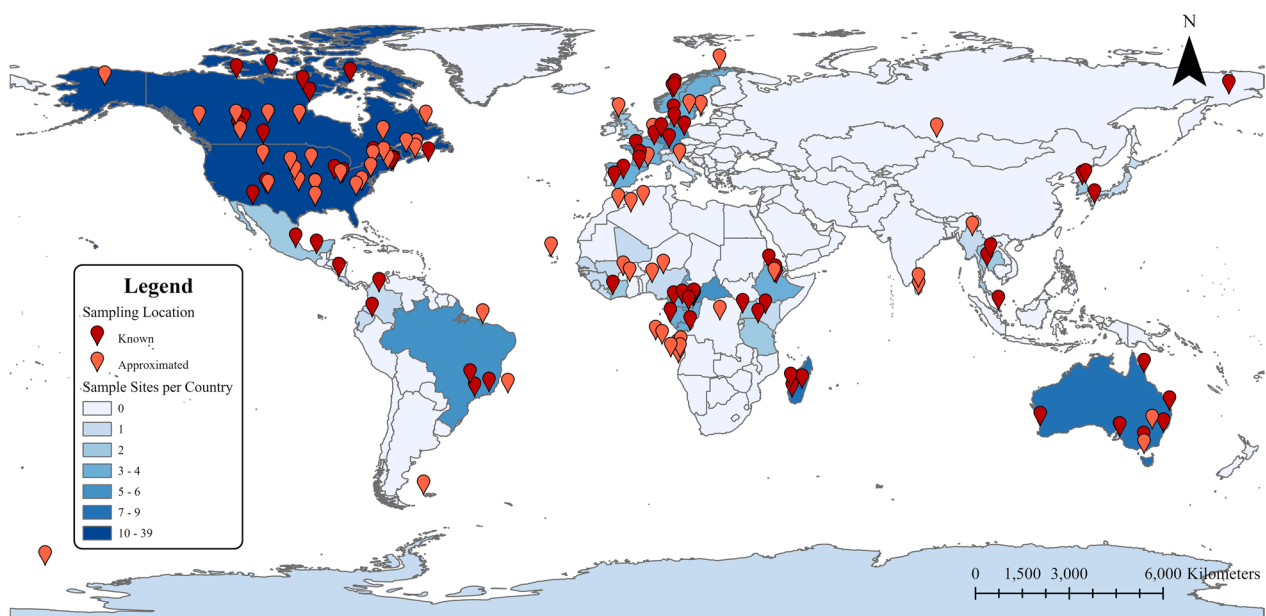 N
Legend
Sampling Location
Known
Approximated
Sample Sites per Country
0
1
2
3 - 4
5 - 6
7 - 9
10 - 39
0 1,500 3,000 6,000 Kilometers